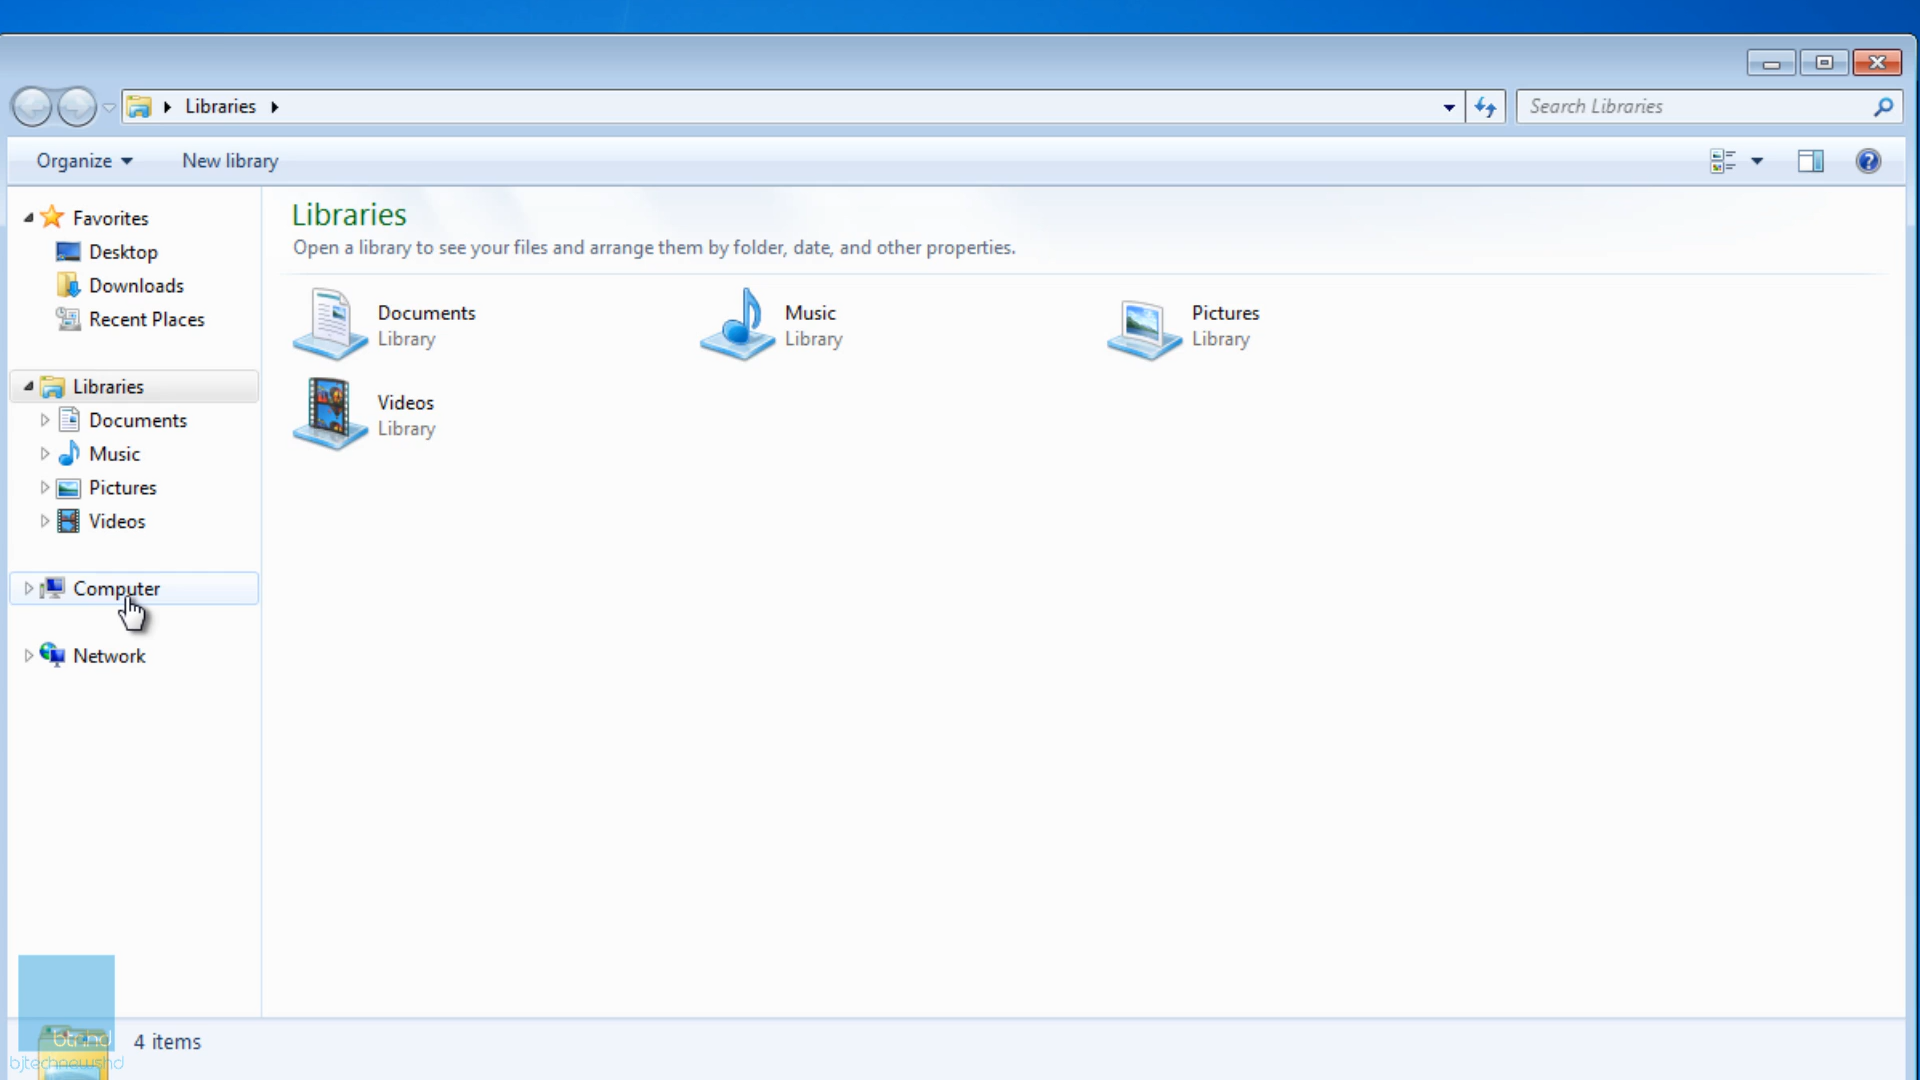 Libraries
Search Libraries
Organize
New library
Favorites
Desktop
Downloads
Recent Places
Libraries
Documents
Music
Pictures
Videos
Computer
Network
Libraries
Open a library to see your files and arrange them by folder, date, and other properties.
Documents
Library
Music
Library
Pictures
Library
Videos
Library
4 items
bjtechnewshd